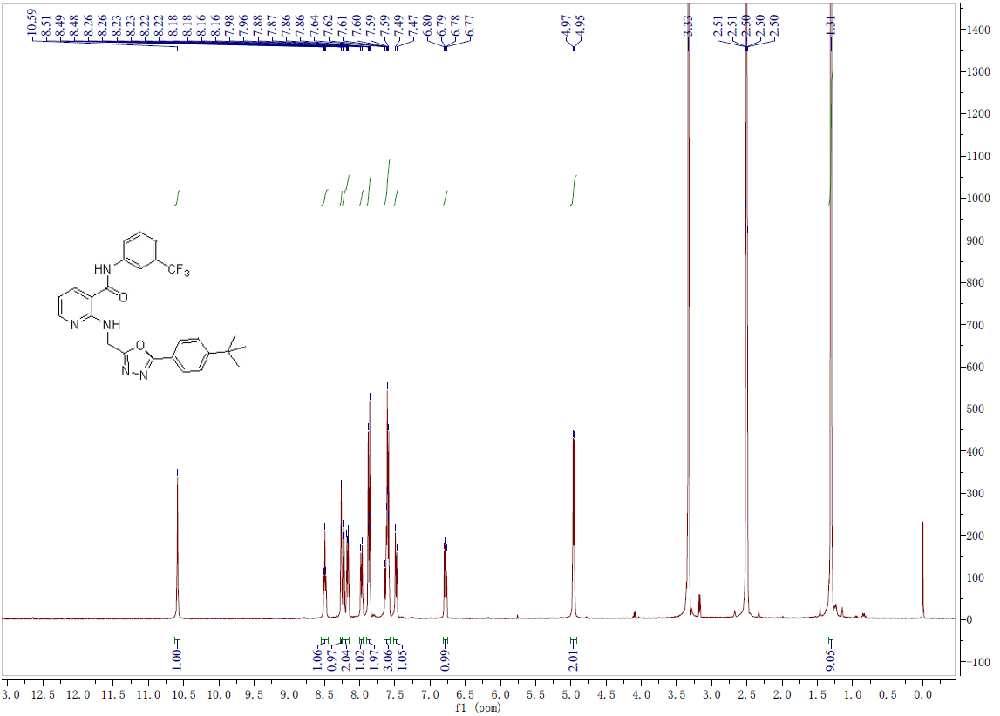 10.59 8.51 8.49 8.48 8.26 8.26 8.23 8.23 8.22 8.22 8.18 8.18 8.16 8.16 7.98 7.96 7.88 7.87 7.86 7.86 7.64 7.62 7.61 7.60 7.59 7.59 7.49 7.47 6.80 6.79 6.78 6.77 4.97 4.95 3.33 2.51 2.51 2.50 2.50 2.50 1.31
1400
1300
1200
1100
1000
900
800
700
600
500
400
300
200
100
0
-100
HN
CF3
O
N
NH
O
N
N
1.00 1.06 0.97 2.04 1.02 1.97 3.06 1.05 0.99 2.01 9.05
3.0 12.5 12.0 11.5 11.0 10.5 10.0 9.5 9.0 8.5 8.0 7.5 7.0 6.5 6.0 5.5 5.0 4.5 4.0 3.5 3.0 2.5 2.0 1.5 1.0 0.5 0.0
f1 (ppm)